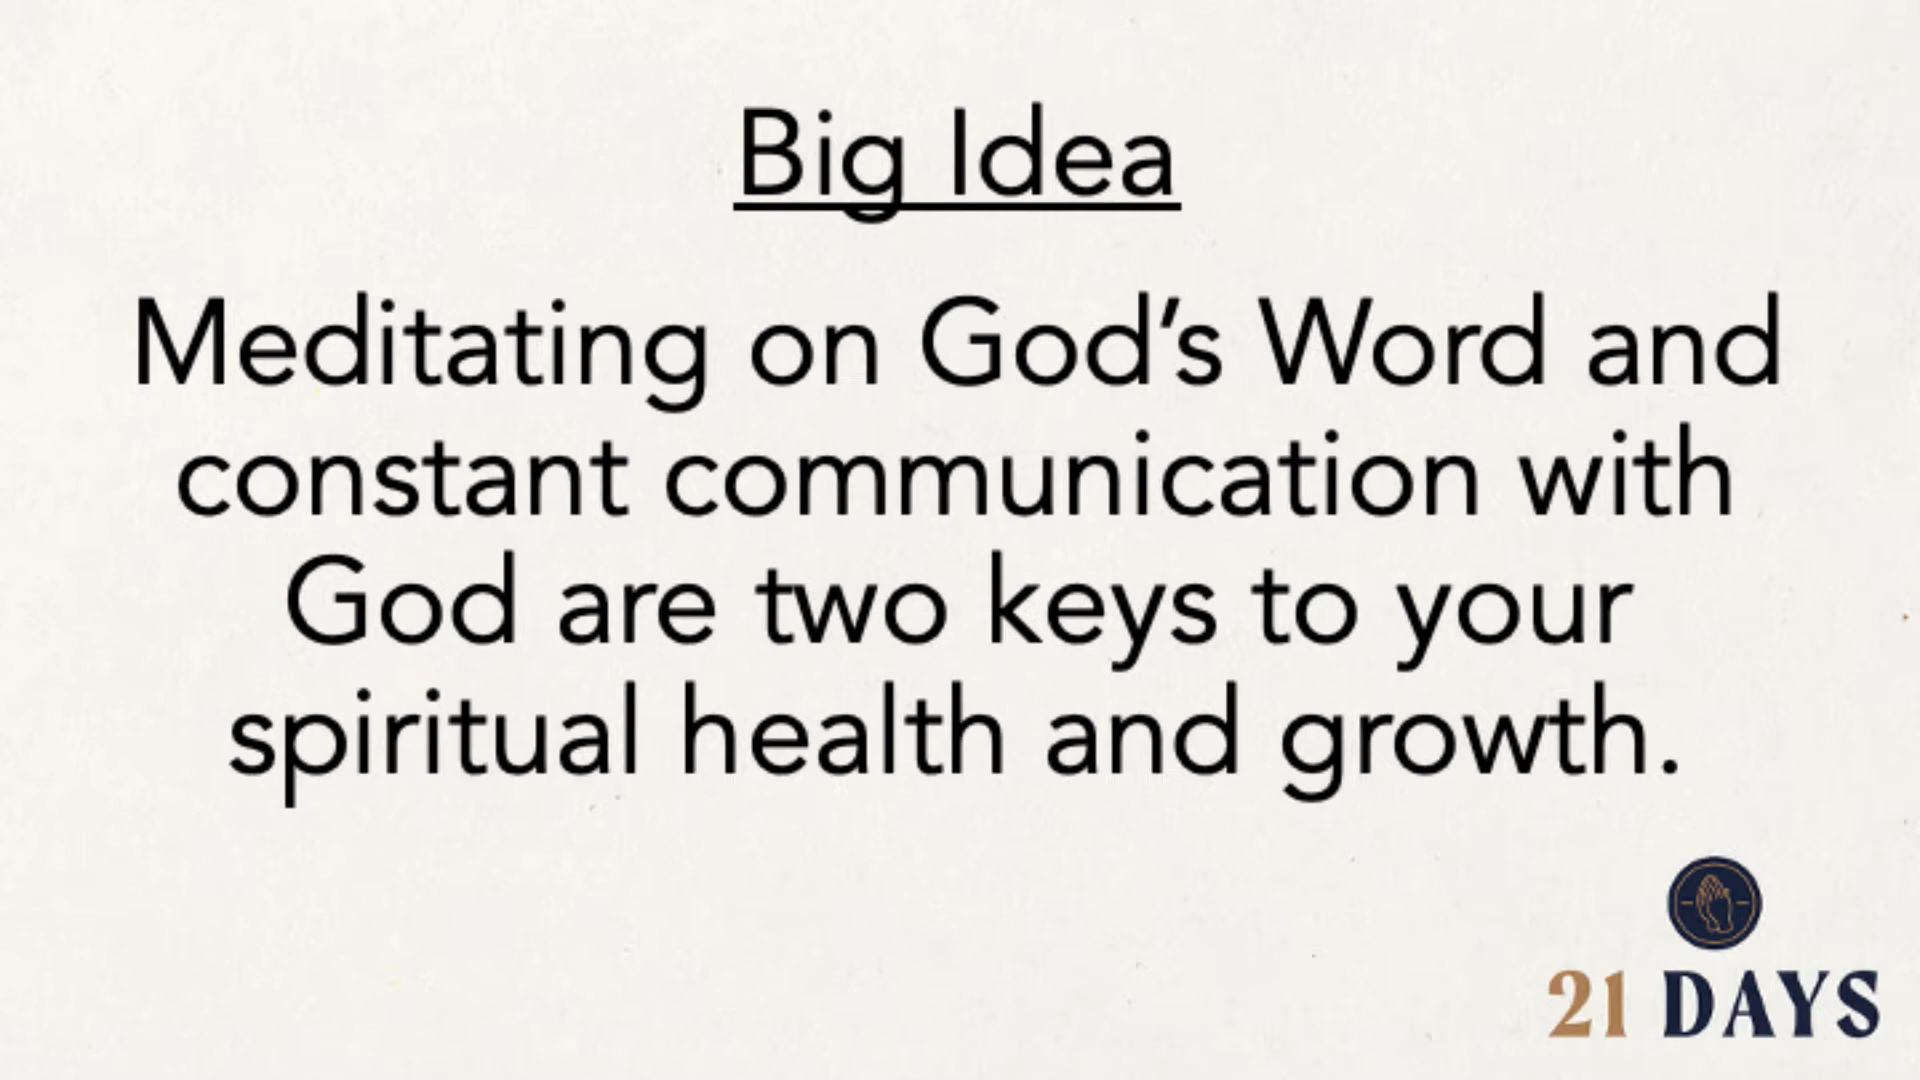 Big Idea
Meditating on God’s Word and
constant communication with
God are two keys to your
spiritual health and growth.
21 DAYS